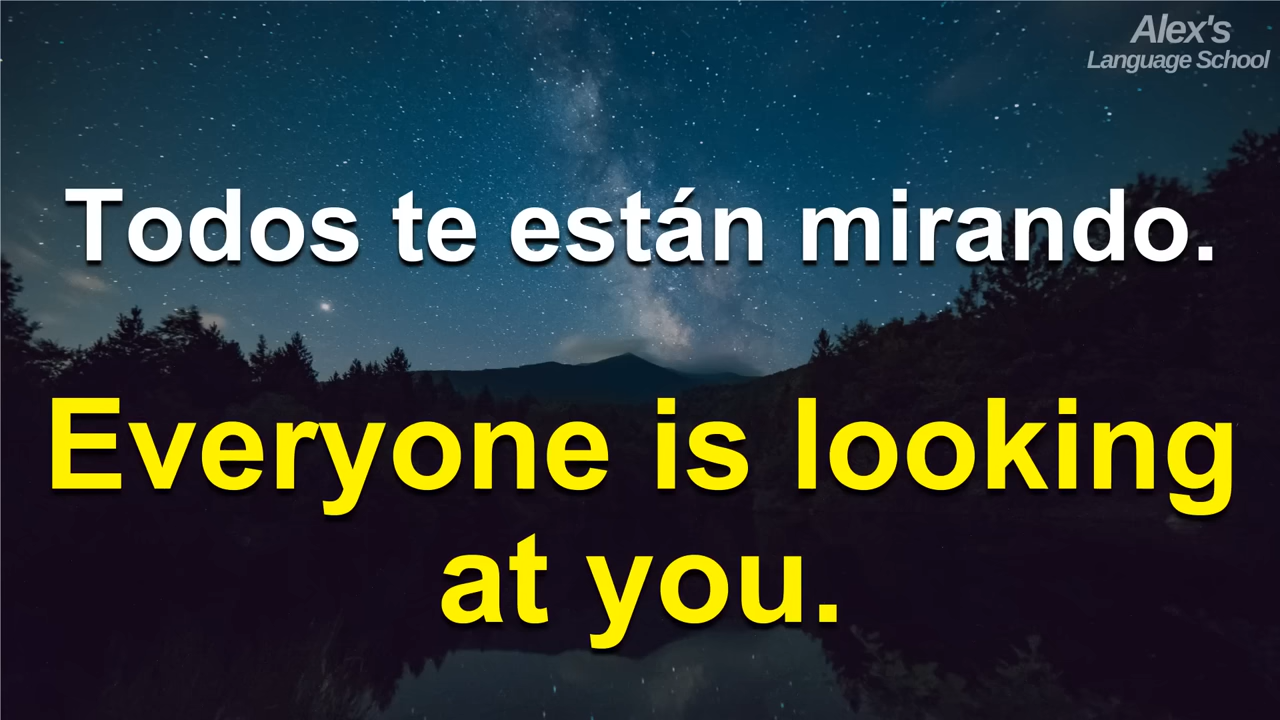 Alex's
Language School
Todos te están mirando.
Everyone is looking
at you.